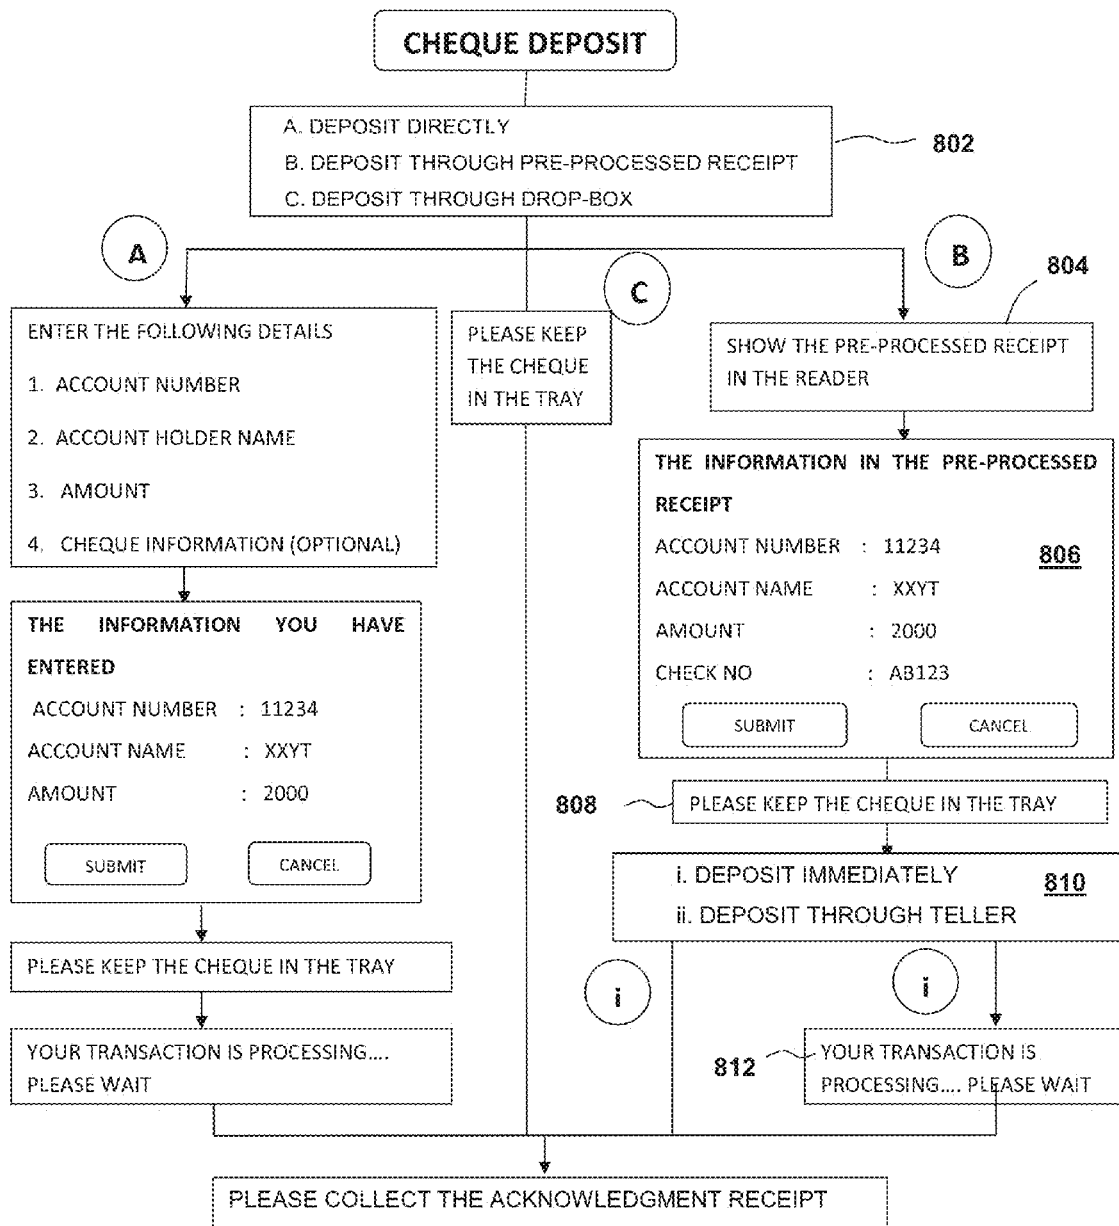 CHEQUE DEPOSIT
A. DEPOSIT DIRECTLY
B. DEPOSIT THROUGH PRE-PROCESSED RECEIPT
C. DEPOSIT THROUGH DROP-BOX
802
A
C
B
804
ENTER THE FOLLOWING DETAILS
1. ACCOUNT NUMBER
2. ACCOUNT HOLDER NAME
3. AMOUNT
4. CHEQUE INFORMATION (OPTIONAL)
PLEASE KEEP
THE CHEQUE
IN THE TRAY
SHOW THE PRE-PROCESSED RECEIPT
IN THE READER
THE INFORMATION IN THE PRE-PROCESSED
RECEIPT
ACCOUNT NUMBER : 11234
806
ACCOUNT NAME : XXYT
AMOUNT : 2000
CHECK NO : AB123
SUBMIT CANCEL
THE INFORMATION YOU HAVE
ENTERED
ACCOUNT NUMBER : 11234
ACCOUNT NAME : XXYT
AMOUNT : 2000
SUBMIT CANCEL
808
PLEASE KEEP THE CHEQUE IN THE TRAY
i. DEPOSIT IMMEDIATELY
810
ii. DEPOSIT THROUGH TELLER
PLEASE KEEP THE CHEQUE IN THE TRAY
i
i
YOUR TRANSACTION IS PROCESSING....
PLEASE WAIT
812
YOUR TRANSACTION IS
PROCESSING.... PLEASE WAIT
PLEASE COLLECT THE ACKNOWLEDGMENT RECEIPT